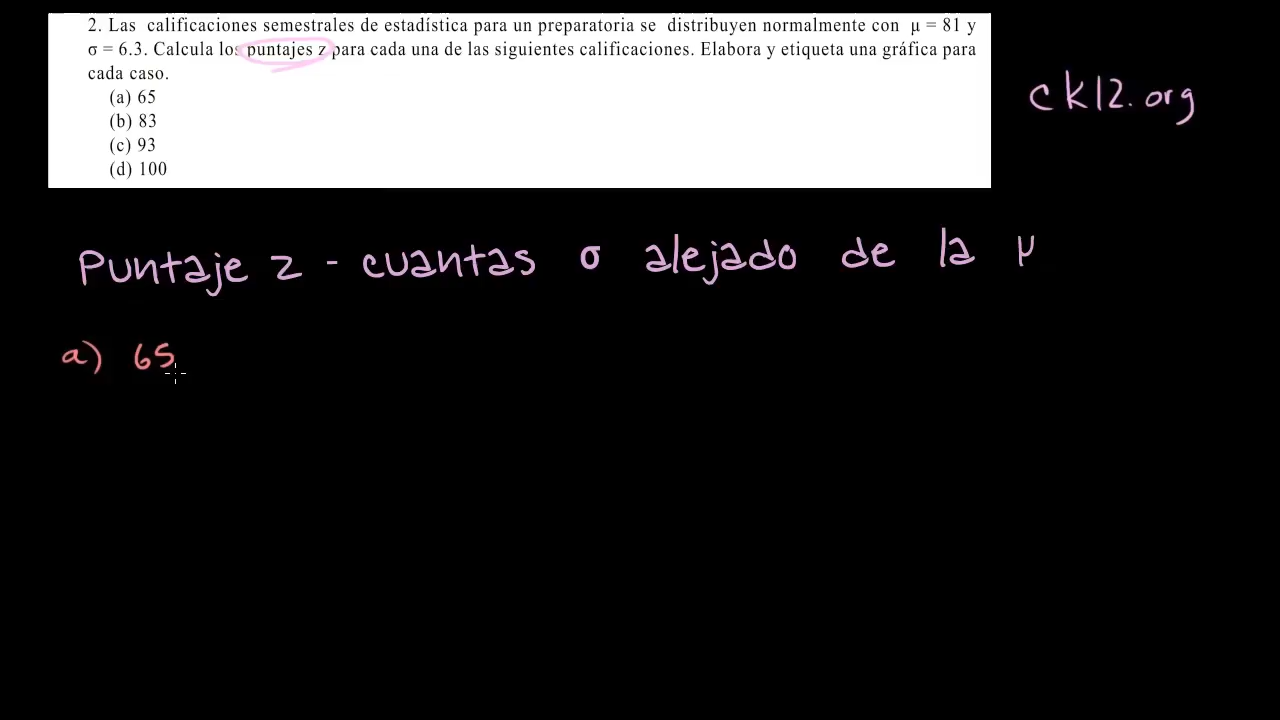 2. Las calificaciones semestrales de estadística para un preparatoria se distribuyen normalmente con μ = 81 y
σ = 6.3. Calcula los puntajes z para cada una de las siguientes calificaciones. Elabora y etiqueta una gráfica para
cada caso.
(a) 65
(b) 83
(c) 93
(d) 100
ck12.org
Puntaje z - cuantas σ alejado de la μ
a) 65